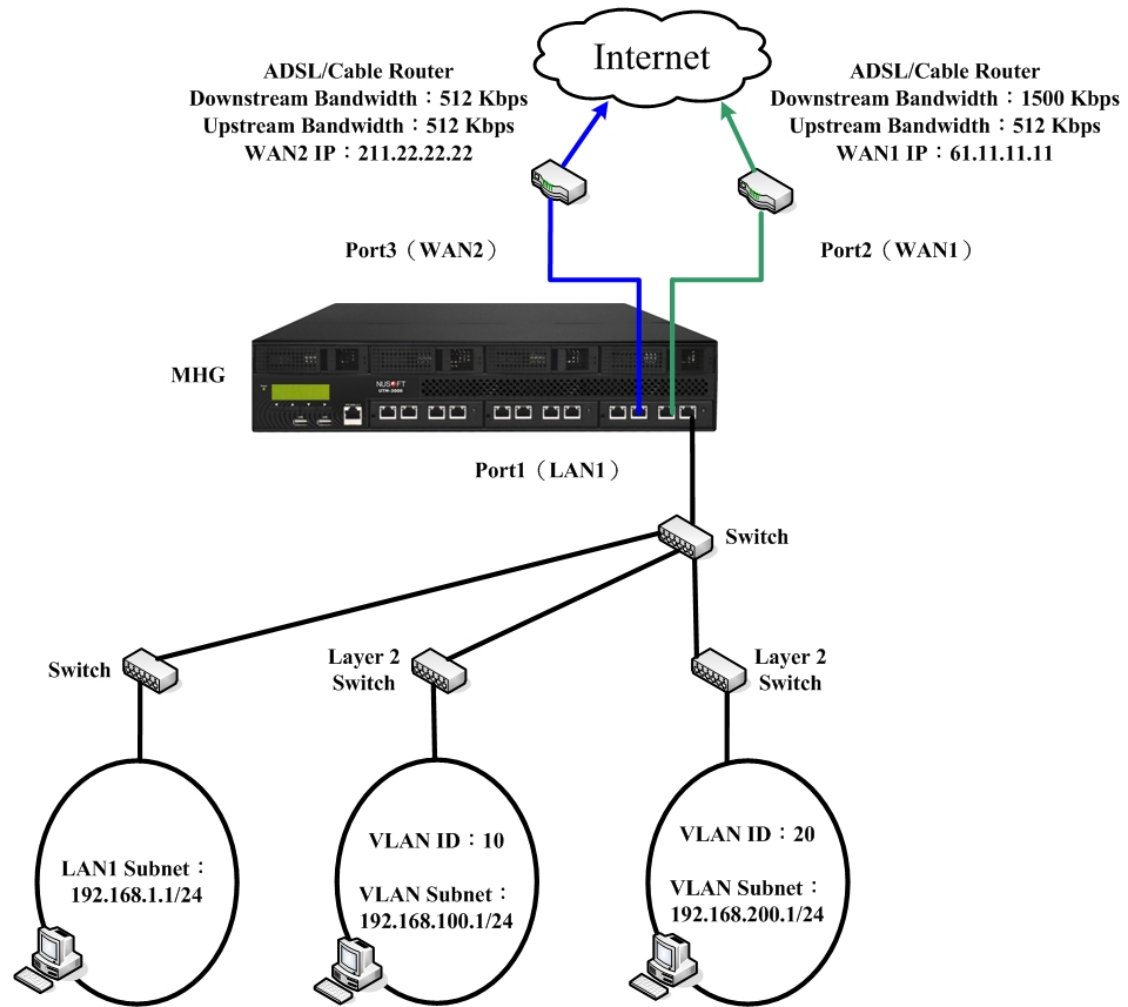 Internet
ADSL/Cable Router
Downstream Bandwidth：512 Kbps
Upstream Bandwidth：512 Kbps
WAN2 IP：211.22.22.22
ADSL/Cable Router
Downstream Bandwidth：1500 Kbps
Upstream Bandwidth：512 Kbps
WAN1 IP：61.11.11.11
Port3（WAN2）
Port2（WAN1）
MHG
NUSOFT
Port1（LAN1）
Switch
Switch
Layer 2
Switch
Layer 2
Switch
LAN1 Subnet：
192.168.1.1/24
VLAN ID：10
VLAN Subnet：
192.168.100.1/24
VLAN ID：20
VLAN Subnet：
192.168.200.1/24